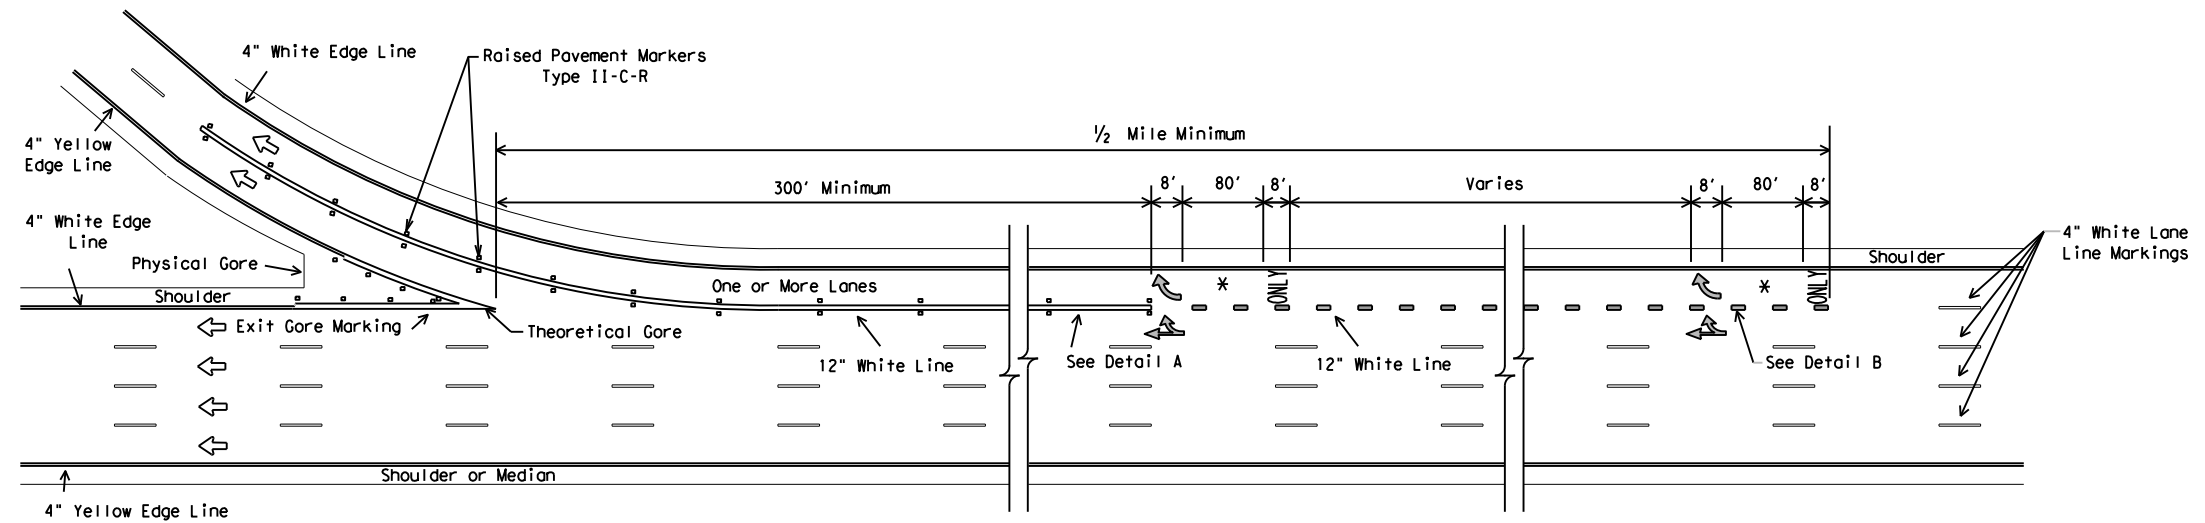 4" White Edge Line
Raised Pavement Markers
Type II-C-R
4" Yellow
Edge Line
½ Mile Minimum
300' Minimum
8'
80'
8'
Varies
8'
80'
8'
4" White Edge
Line
Physical Gore
Shoulder
4" White Lane
Line Markings
Shoulder
One or More Lanes
*
ONLY
*
ONLY
Exit Gore Marking
Theoretical Gore
12" White Line
See Detail A
12" White Line
See Detail B
Shoulder or Median
4" Yellow Edge Line